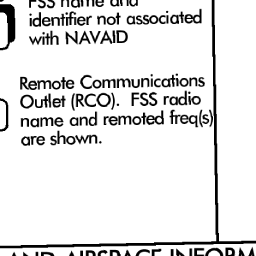 FSS name and
identifier not associated
with NAVAID
Remote Communications
Outlet (RCO). FSS radio
name and remoted freq(s)
are shown.
AND AIRSPACE INFORM